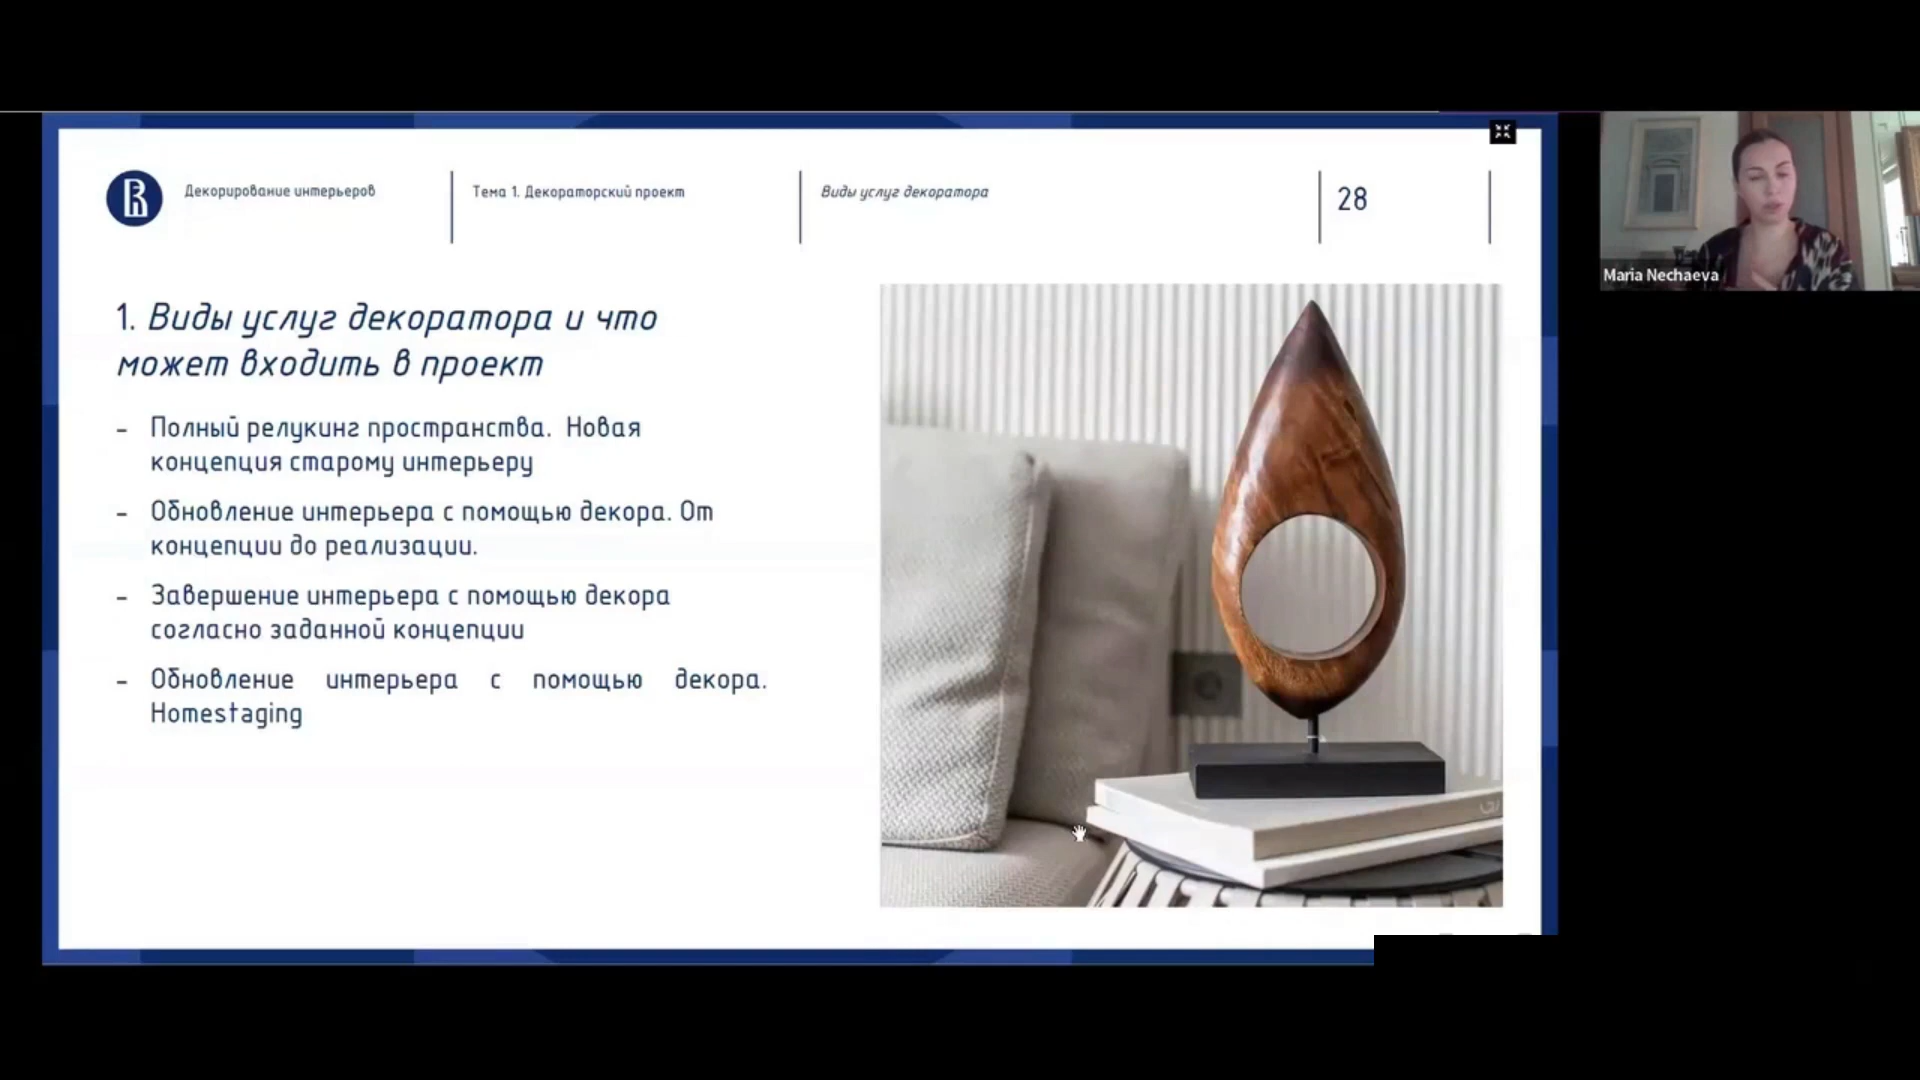 Декорирование интерьеров
Тема 1. Декораторский проект
Виды услуг декоратора
28
1. Виды услуг декоратора и что
может входить в проект
- Полный релукинг пространства. Новая
концепция старому интерьеру
- Обновление интерьера с помощью декора. От
концепции до реализации.
- Завершение интерьера с помощью декора
согласно заданной концепции
- Обновление интерьера с помощью декора.
Homestaging
Maria Nechaeva